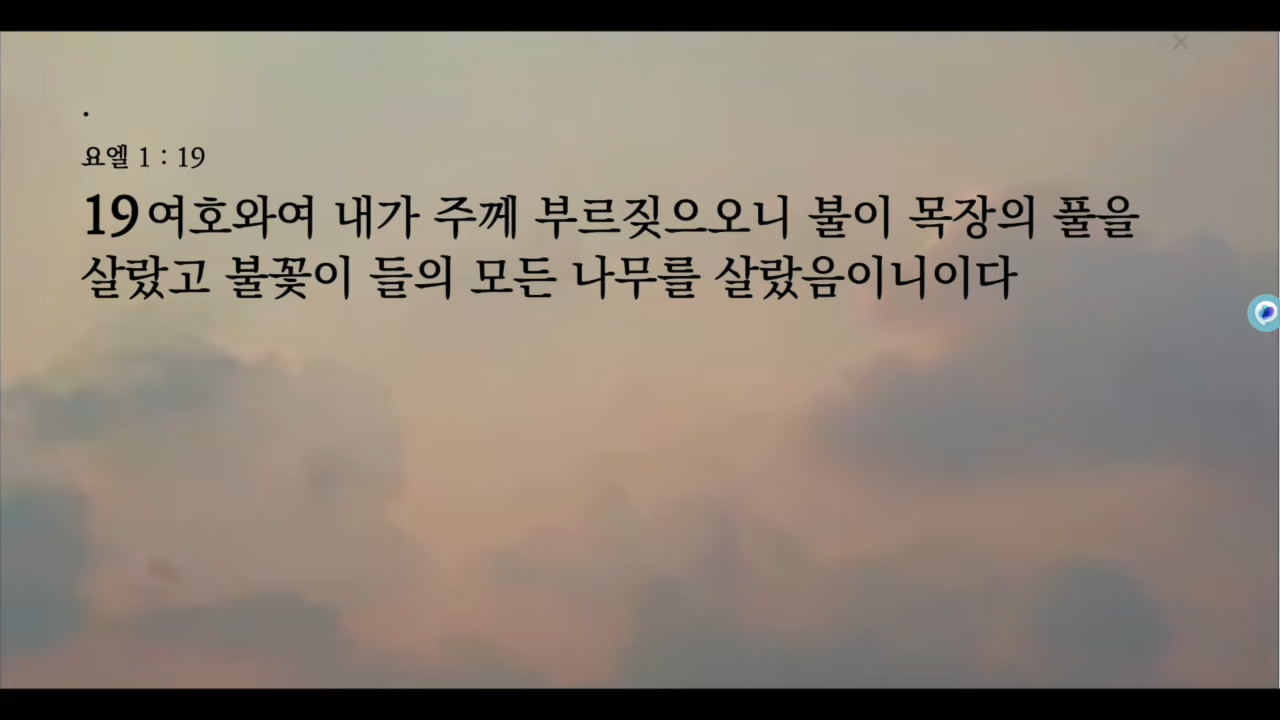 .
요엘 1 : 19
19 여호와여 내가 주께 부르짖으오니 불이 목장의 풀을
살랐고 불꽃이 들의 모든 나무를 살랐음이니이다